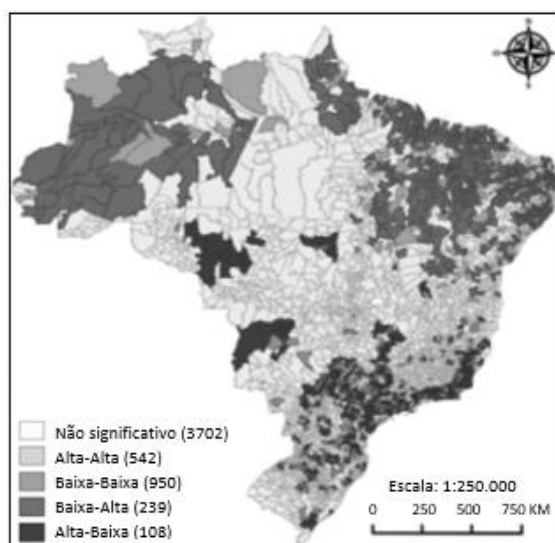 Não significativo (3702)
Alta-Alta (542)
Baixa-Baixa (950)
Baixa-Alta (239)
Alta-Baixa (108)
Escala: 1:250.000
0 250 500 750 KM